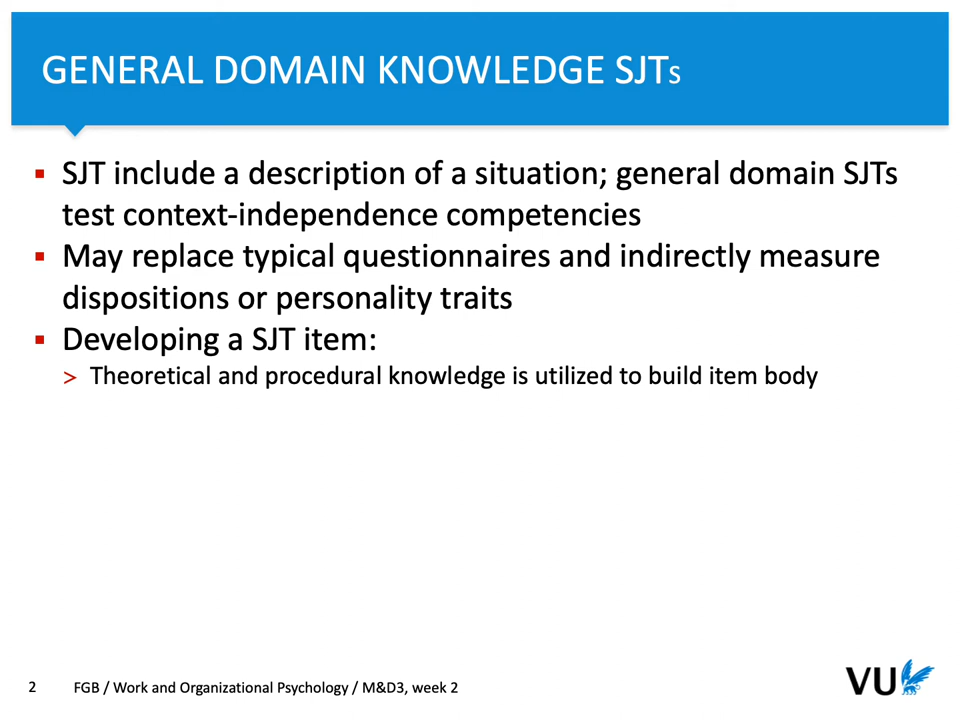 GENERAL DOMAIN KNOWLEDGE SJTs
▪ SJT include a description of a situation; general domain SJTs
test context-independence competencies
▪ May replace typical questionnaires and indirectly measure
dispositions or personality traits
▪ Developing a SJT item:
> Theoretical and procedural knowledge is utilized to build item body
2 FGB / Work and Organizational Psychology / M&D3, week 2
VU